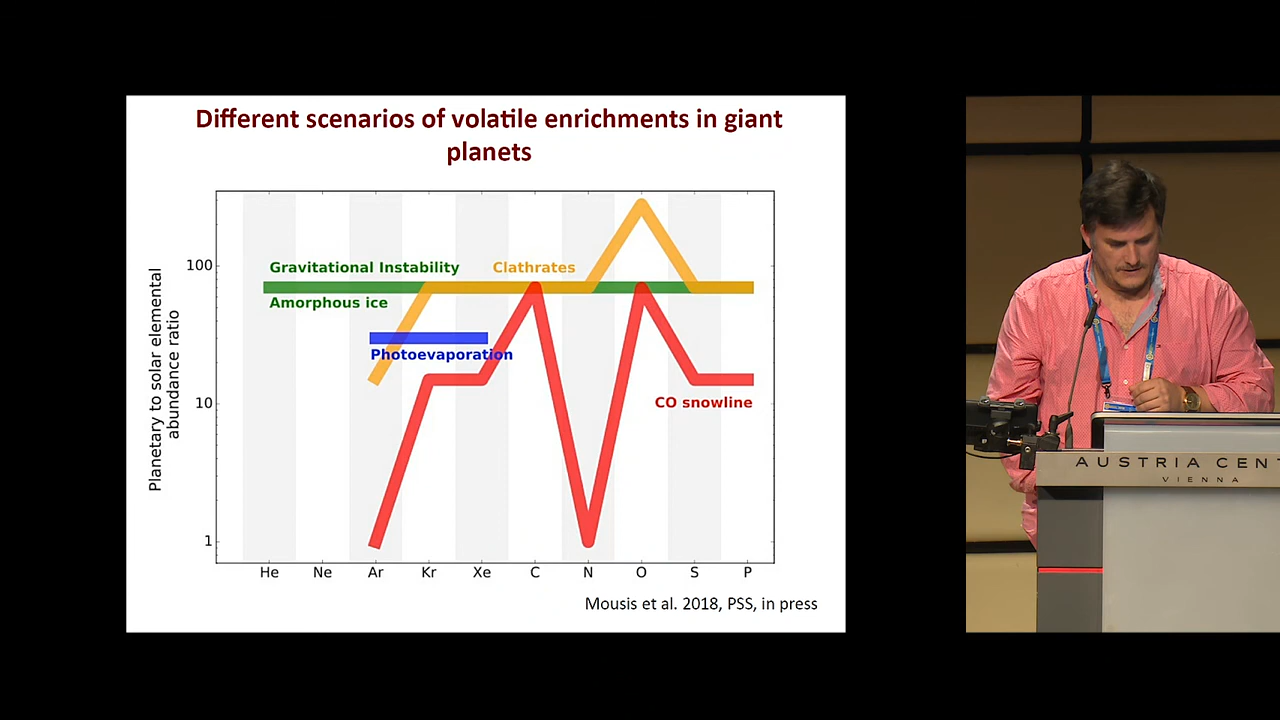 Different scenarios of volatile enrichments in giant
planets
Planetary to solar elemental
abundance ratio
100
10
1
Gravitational Instability
Amorphous ice
Clathrates
Photoevaporation
CO snowline
He Ne Ar Kr Xe C N O S P
Mousis et al. 2018, PSS, in press
AUSTRIA CENT
VIENNA